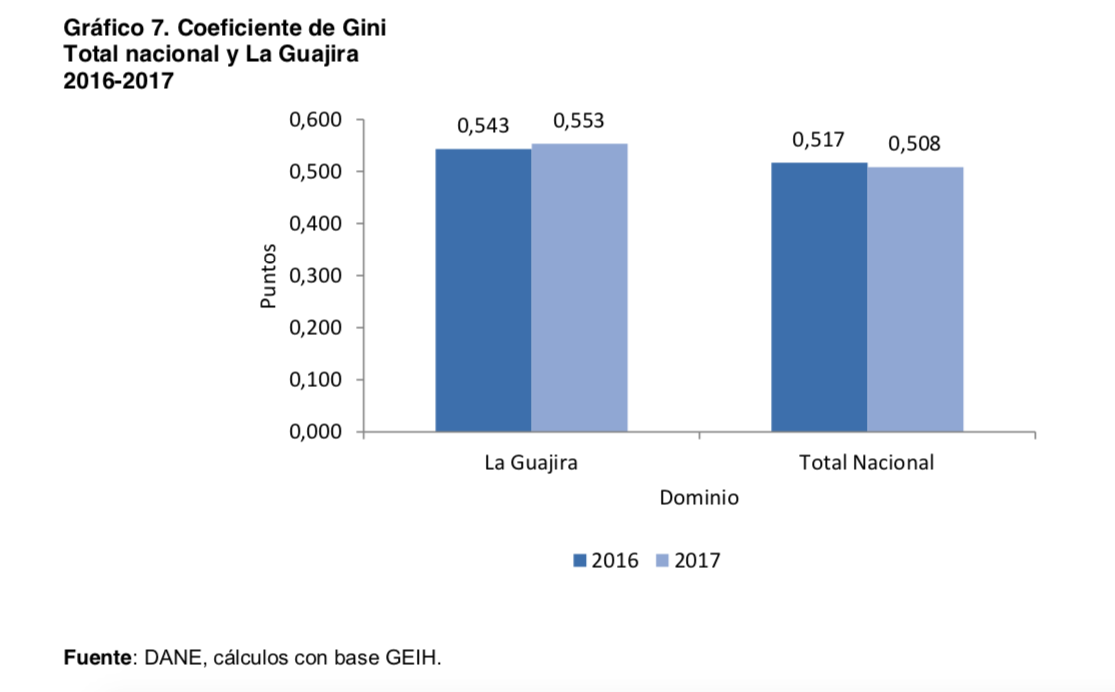 Gráfico 7. Coeficiente de Gini
Total nacional y La Guajira
2016-2017
0,600
0,500
0,400
0,300
0,200
0,100
0,000
Puntos
0,543
0,553
0,517
0,508
La Guajira
Total Nacional
Dominio
2016
2017
Fuente: DANE, cálculos con base GEIH.